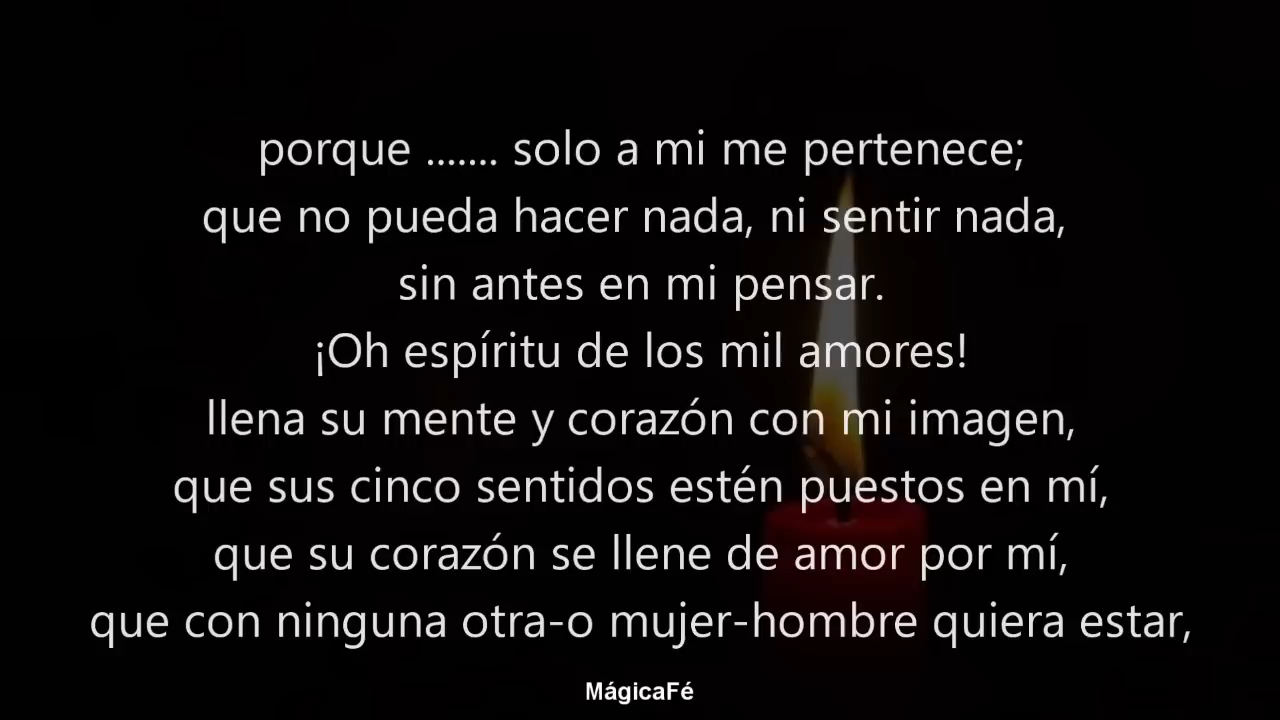 porque ....... solo a mi me pertenece;
que no pueda hacer nada, ni sentir nada,
sin antes en mi pensar.
¡Oh espíritu de los mil amores!
llena su mente y corazón con mi imagen,
que sus cinco sentidos estén puestos en mí,
que su corazón se llene de amor por mí,
que con ninguna otra-o mujer-hombre quiera estar,
MágicaFé